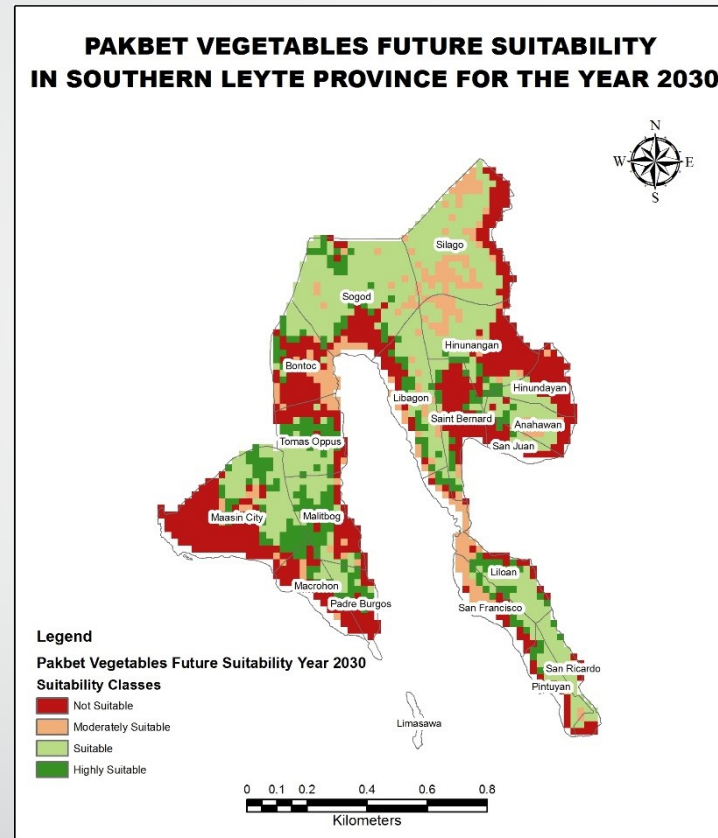 PAKBET VEGETABLES FUTURE SUITABILITY
IN SOUTHERN LEYTE PROVINCE FOR THE YEAR 2030
N
W
E
S
Silago
Sogod
Hinunangan
Bontoc
Hinundayan
Libagon
Saint Bernard
Anahawan
Tomas Oppus
San Juan
Maasin City
Malitbog
Liloan
Macrohon
Padre Burgos
San Francisco
San Ricardo
Pintuyan
Limasawa
Legend
Pakbet Vegetables Future Suitability Year 2030
Suitability Classes
Not Suitable
Moderately Suitable
Suitable
Highly Suitable
0 0.1 0.2 0.4 0.6 0.8
Kilometers